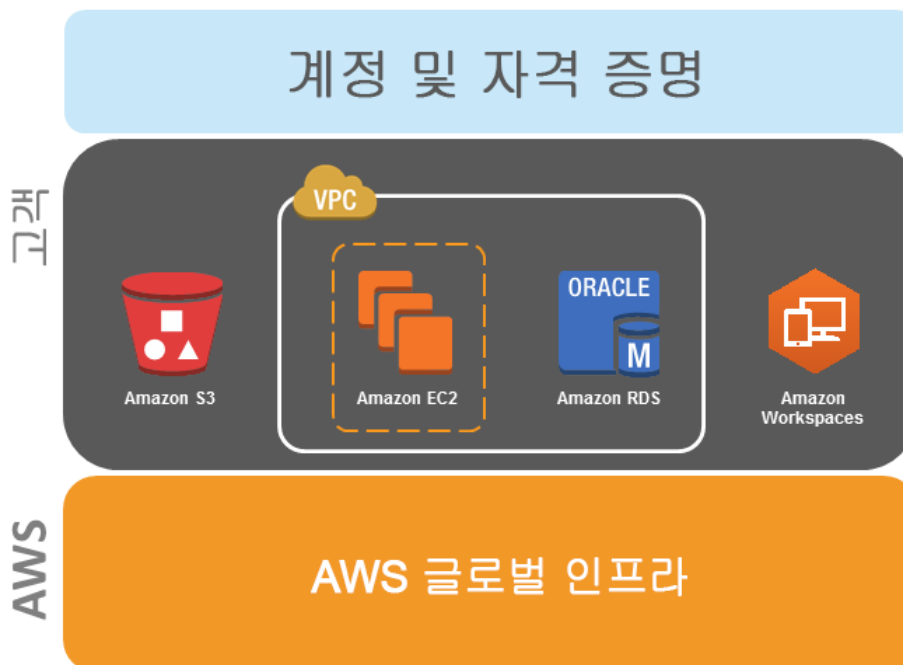 계정 및 자격 증명
고객
VPC
ORACLE
M
Amazon S3
Amazon EC2
Amazon RDS
Amazon
Workspaces
AWS
AWS 글로벌 인프라